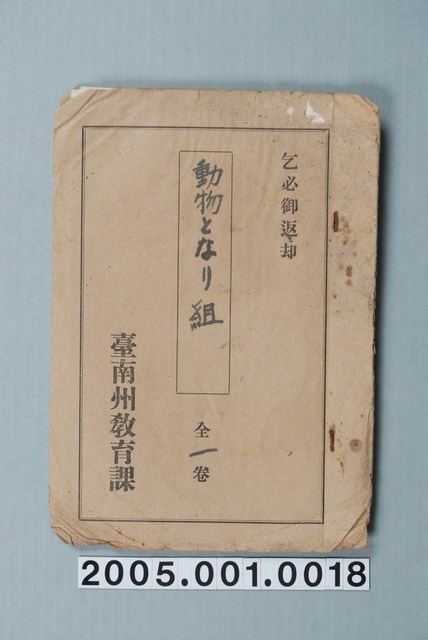 乞必御返却
動物となり組
全一卷
臺南州教育課
2005.001.0018